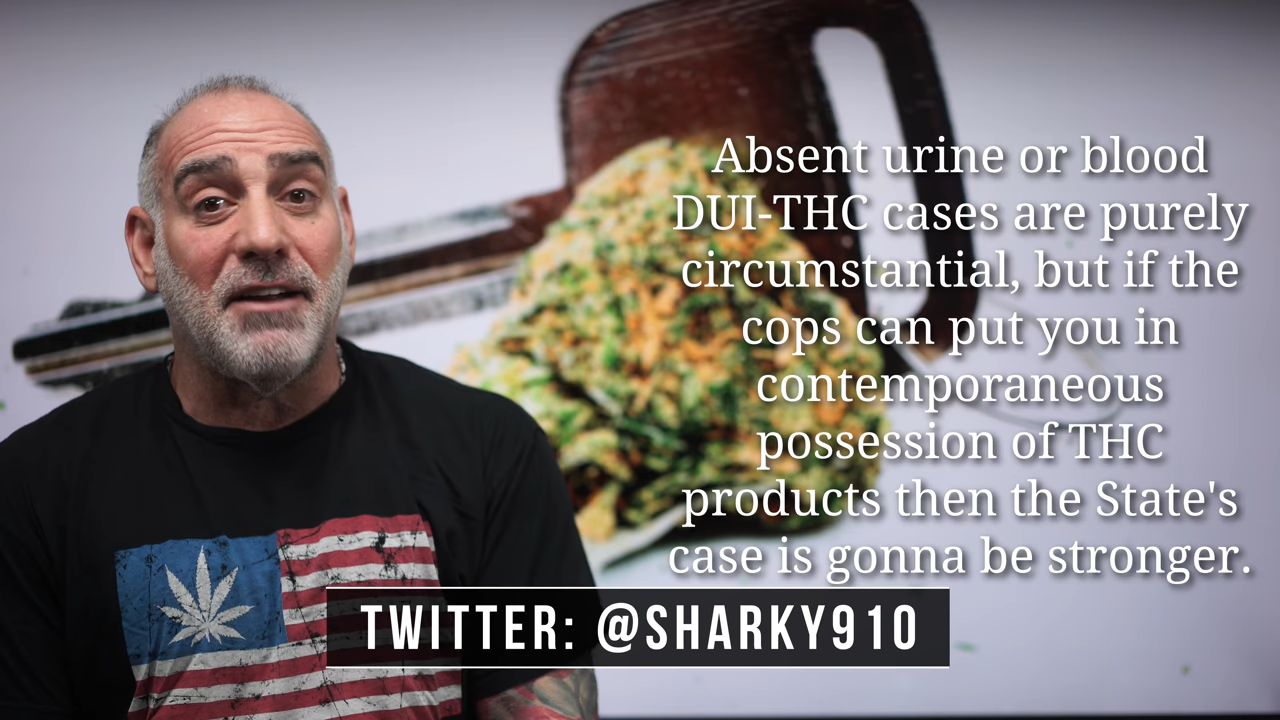 Absent urine or blood
DUI-THC cases are purely
circumstantial, but if the
cops can put you in
contemporaneous
possession of THC
products then the State's
case is gonna be stronger.
TWITTER: @SHARKY910